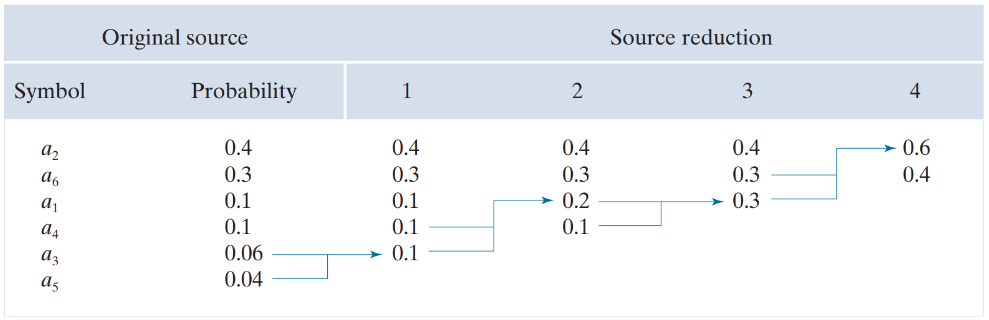 Original source Source reduction
Symbol Probability 1 2 3 4
a₂ 0.4 0.4 0.4 0.4 0.6
a₆ 0.3 0.3 0.3 0.3 0.4
a₁ 0.1 0.1 0.2 0.3
a₄ 0.1 0.1 0.1
a₃ 0.06 0.1
a₅ 0.04